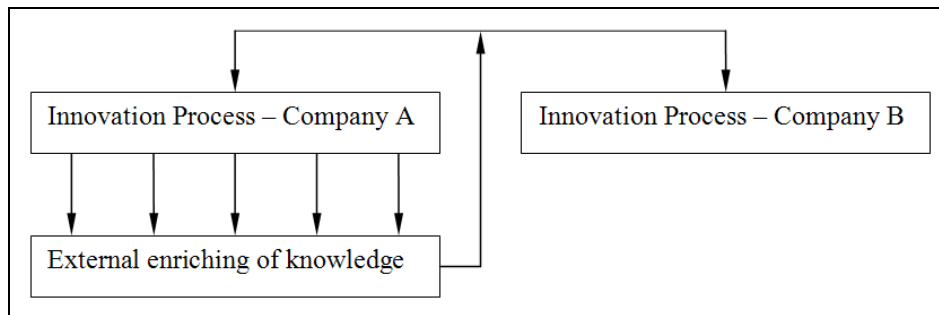 Innovation Process – Company A
Innovation Process – Company B
External enriching of knowledge